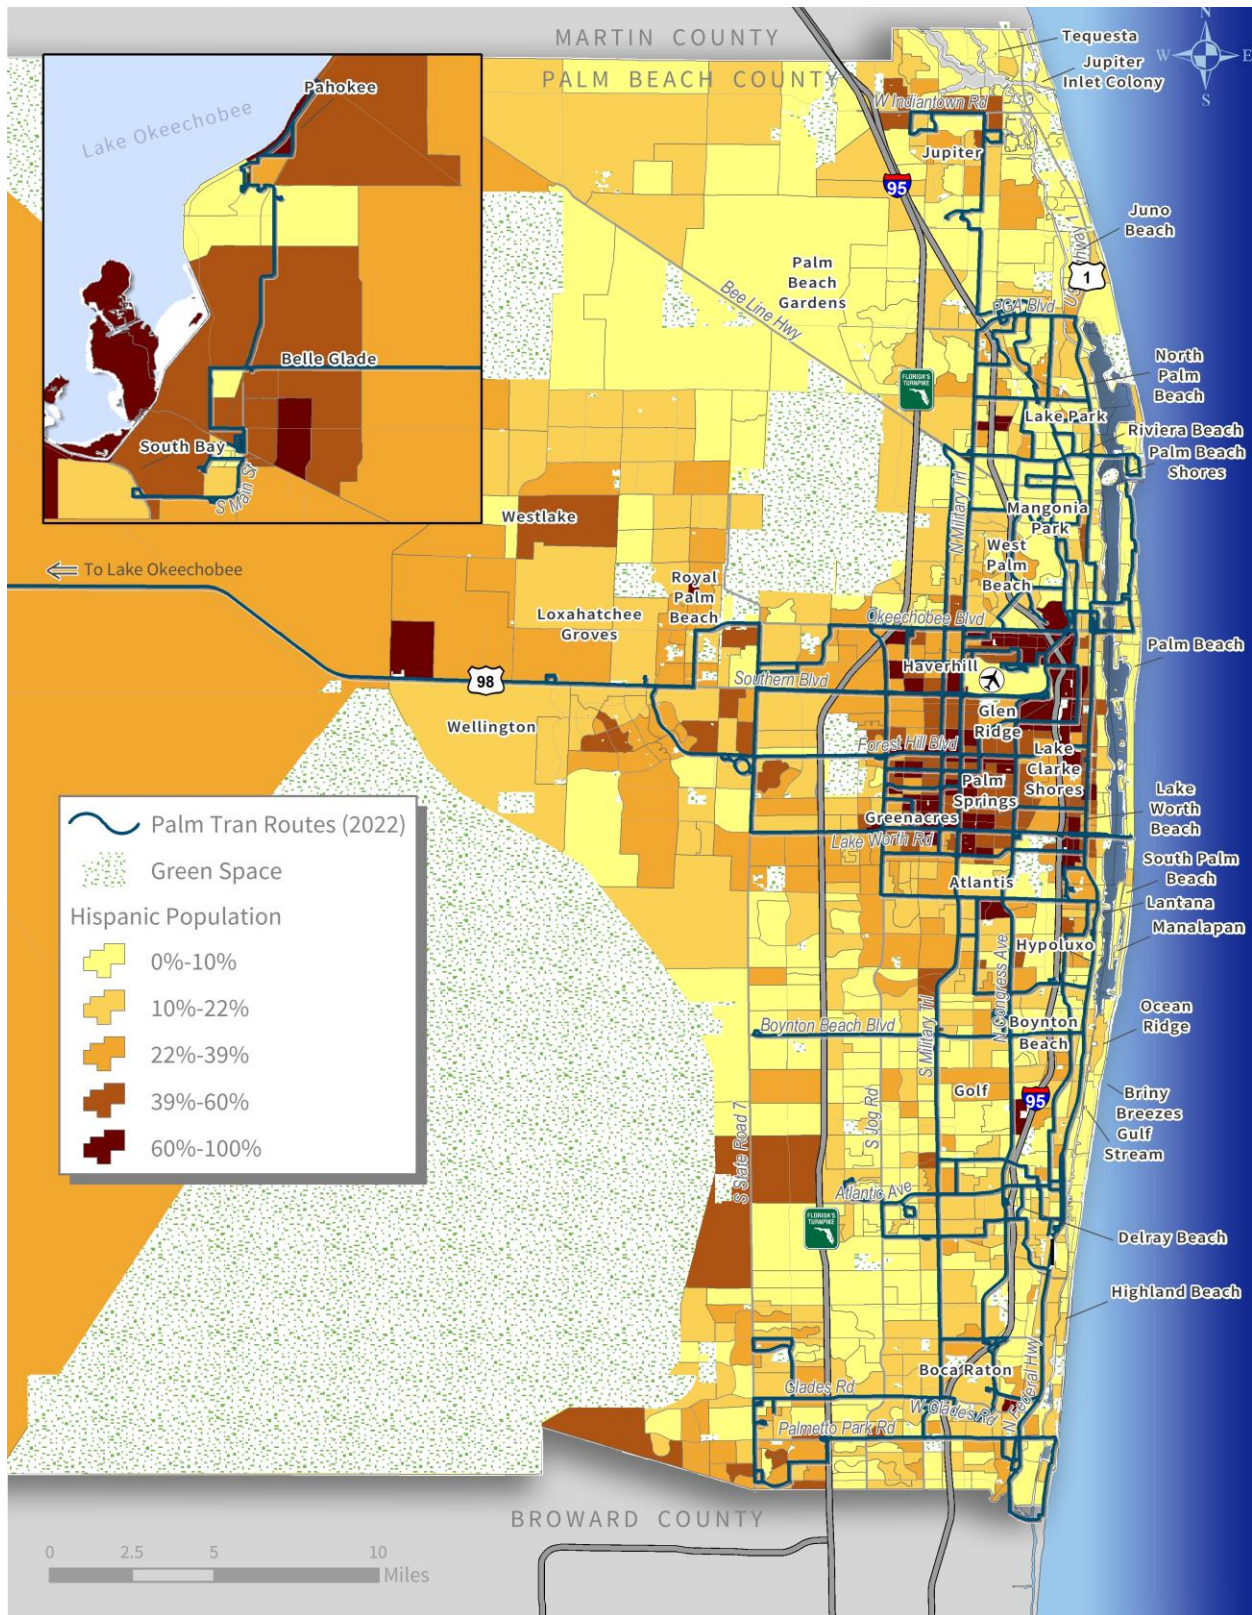 MARTIN COUNTY
PALM BEACH COUNTY
N
W
E
S
Tequesta
Jupiter
Inlet Colony
W Indiantown Rd
Jupiter
95
Pahokee
Lake Okeechobee
Juno
Beach
1
Palm
Beach
Gardens
Bee Line Hwy
PGA Blvd
FLORIDA'S
TURNPIKE
North
Palm
Beach
Lake Park
Riviera Beach
Palm Beach
Shores
Belle Glade
South Bay
S Main St
N Military Trl
Mangonia
Park
West
Palm
Beach
Westlake
To Lake Okeechobee
Royal
Palm
Beach
Loxahatchee
Groves
Okeechobee Blvd
Palm Beach
Haverhill
98
Southern Blvd
Glen
Ridge
Wellington
Forest Hill Blvd
Lake
Clarke
Shores
Palm
Springs
Lake
Worth
Beach
Greenacres
Lake Worth Rd
South Palm
Beach
Atlantis
Lantana
Manalapan
Hypoluxo
N Congress Ave
Ocean
Ridge
Boynton Beach Blvd
Boynton
Beach
S Military Trl
Golf
95
Briny
Breezes
Gulf
Stream
S Jog Rd
S State Road 7
Atlantic Ave
FLORIDA'S
TURNPIKE
Delray Beach
Highland Beach
Boca Raton
Glades Rd
W Glades Rd
N Federal Hwy
Palmetto Park Rd
Palm Tran Routes (2022)
Green Space
Hispanic Population
0%-10%
10%-22%
22%-39%
39%-60%
60%-100%
BROWARD COUNTY
0 2.5 5 10
Miles